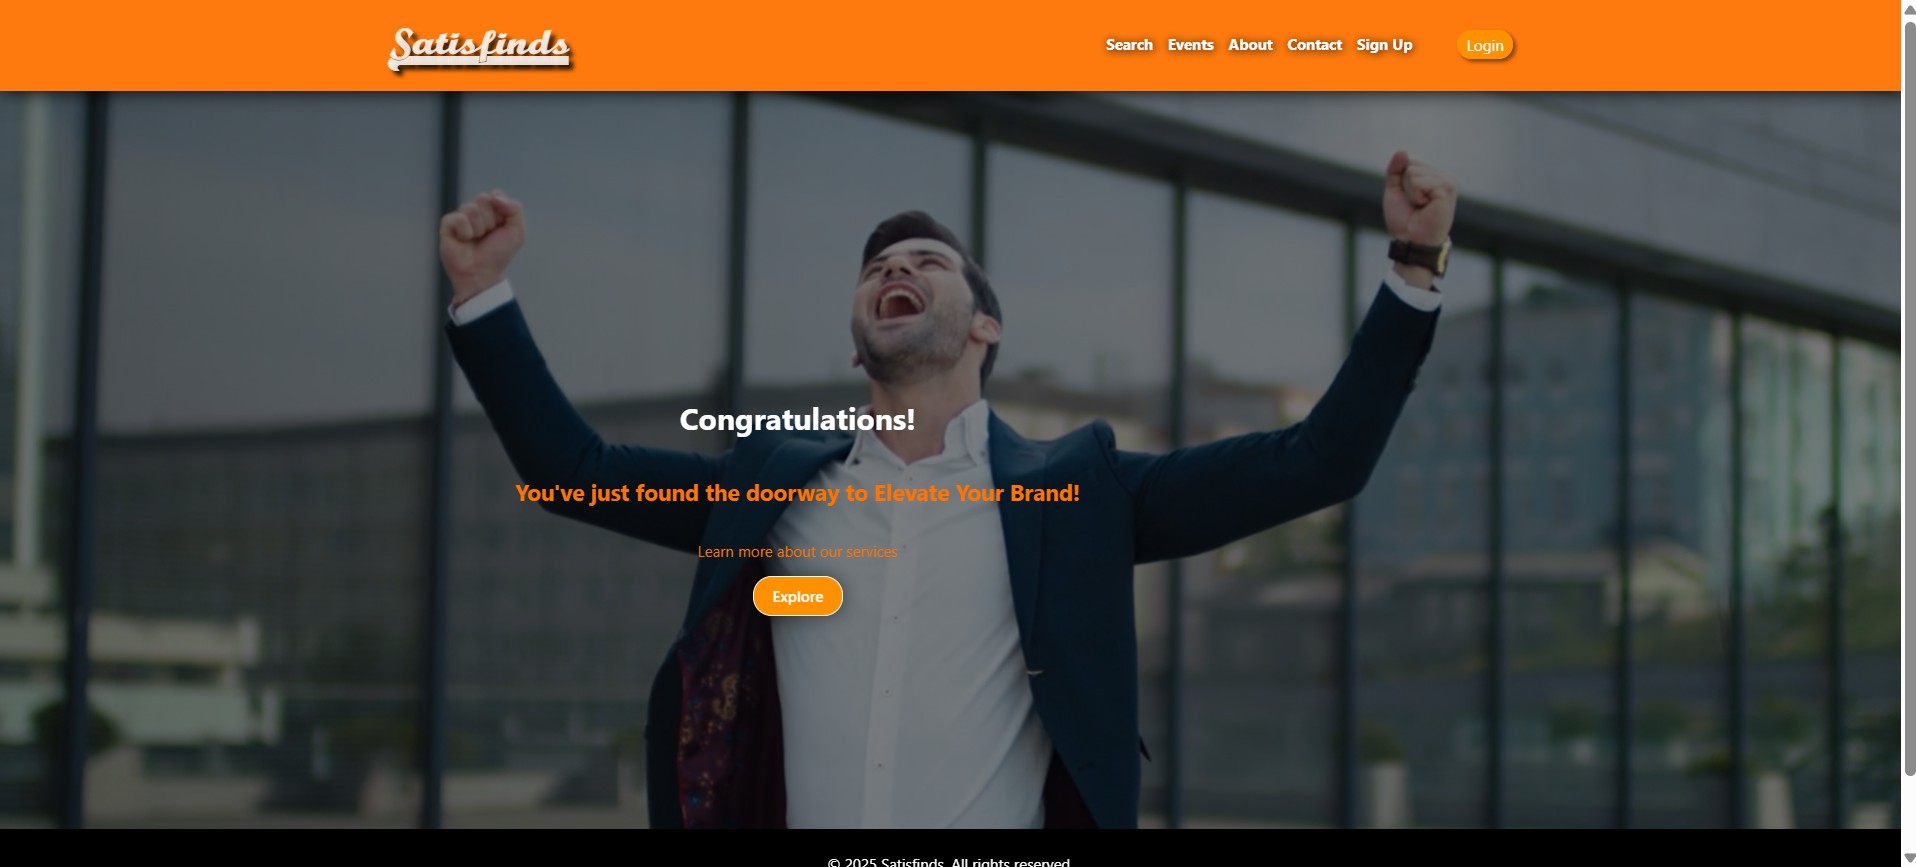 Satisfinds
Search Events About Contact Sign Up Login
Congratulations!
You've just found the doorway to Elevate Your Brand!
Learn more about our services
Explore
© 2025 Satisfinds. All rights reserved